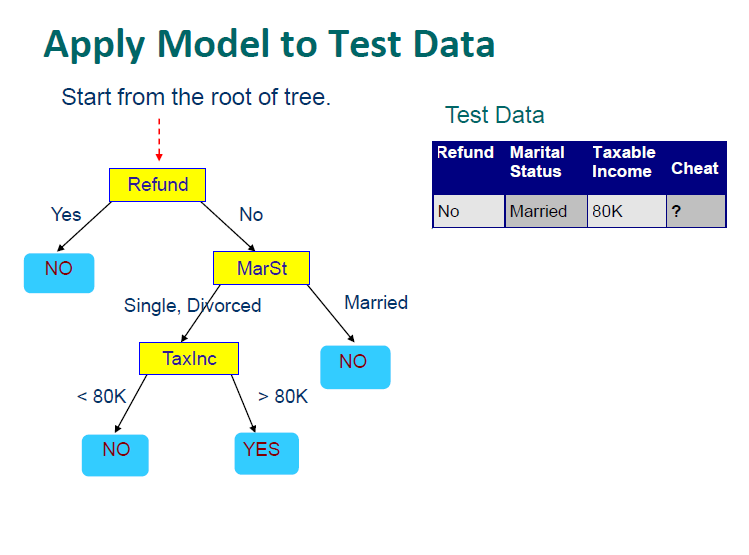 Apply Model to Test Data
Start from the root of tree.
Test Data
Refund Marital Status Taxable Income Cheat
No Married 80K ?
Refund
Yes No
NO
MarSt
Single, Divorced Married
TaxInc
NO
< 80K > 80K
NO YES